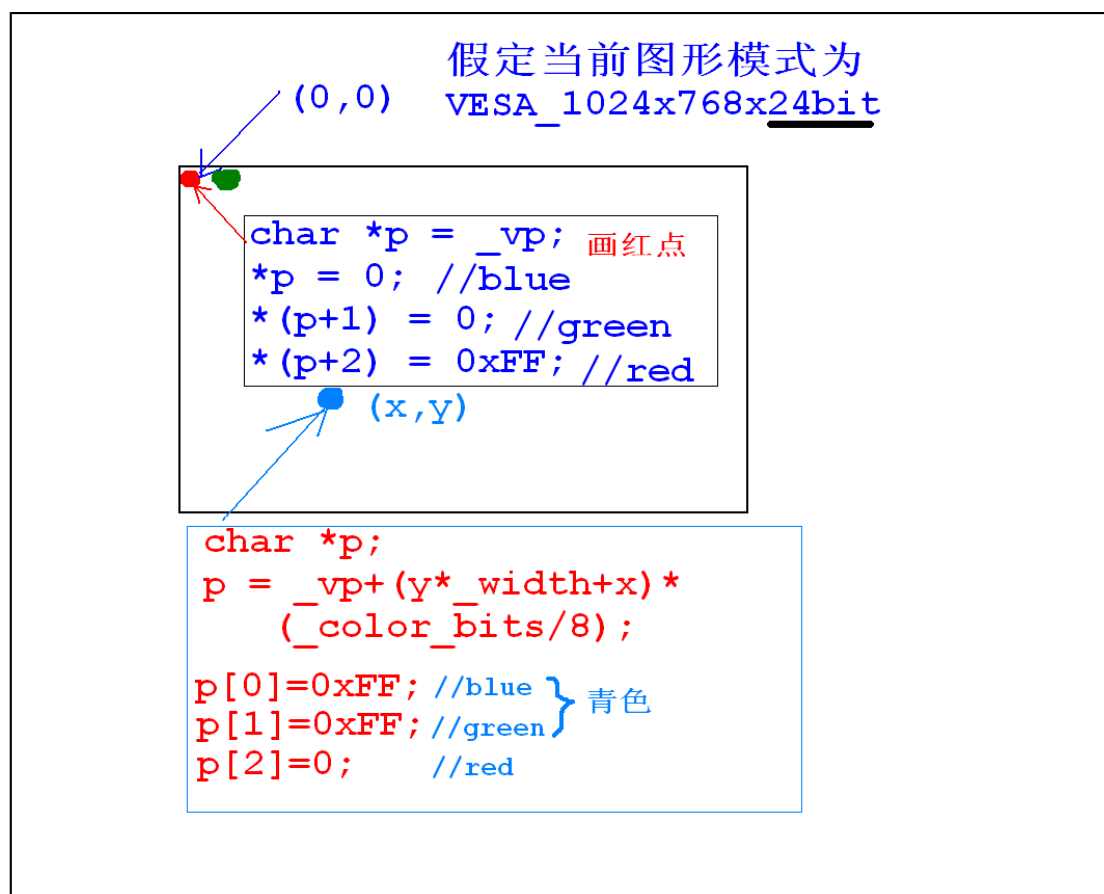 假定当前图形模式为
(0,0) VESA_1024x768x24bit
char *p = _vp; 画红点
*p = 0; //blue
*(p+1) = 0; //green
*(p+2) = 0xFF; //red
(x,y)
char *p;
p = _vp+(y*_width+x)*
(_color_bits/8);
p[0]=0xFF; //blue
青色
p[1]=0xFF; //green
p[2]=0; //red